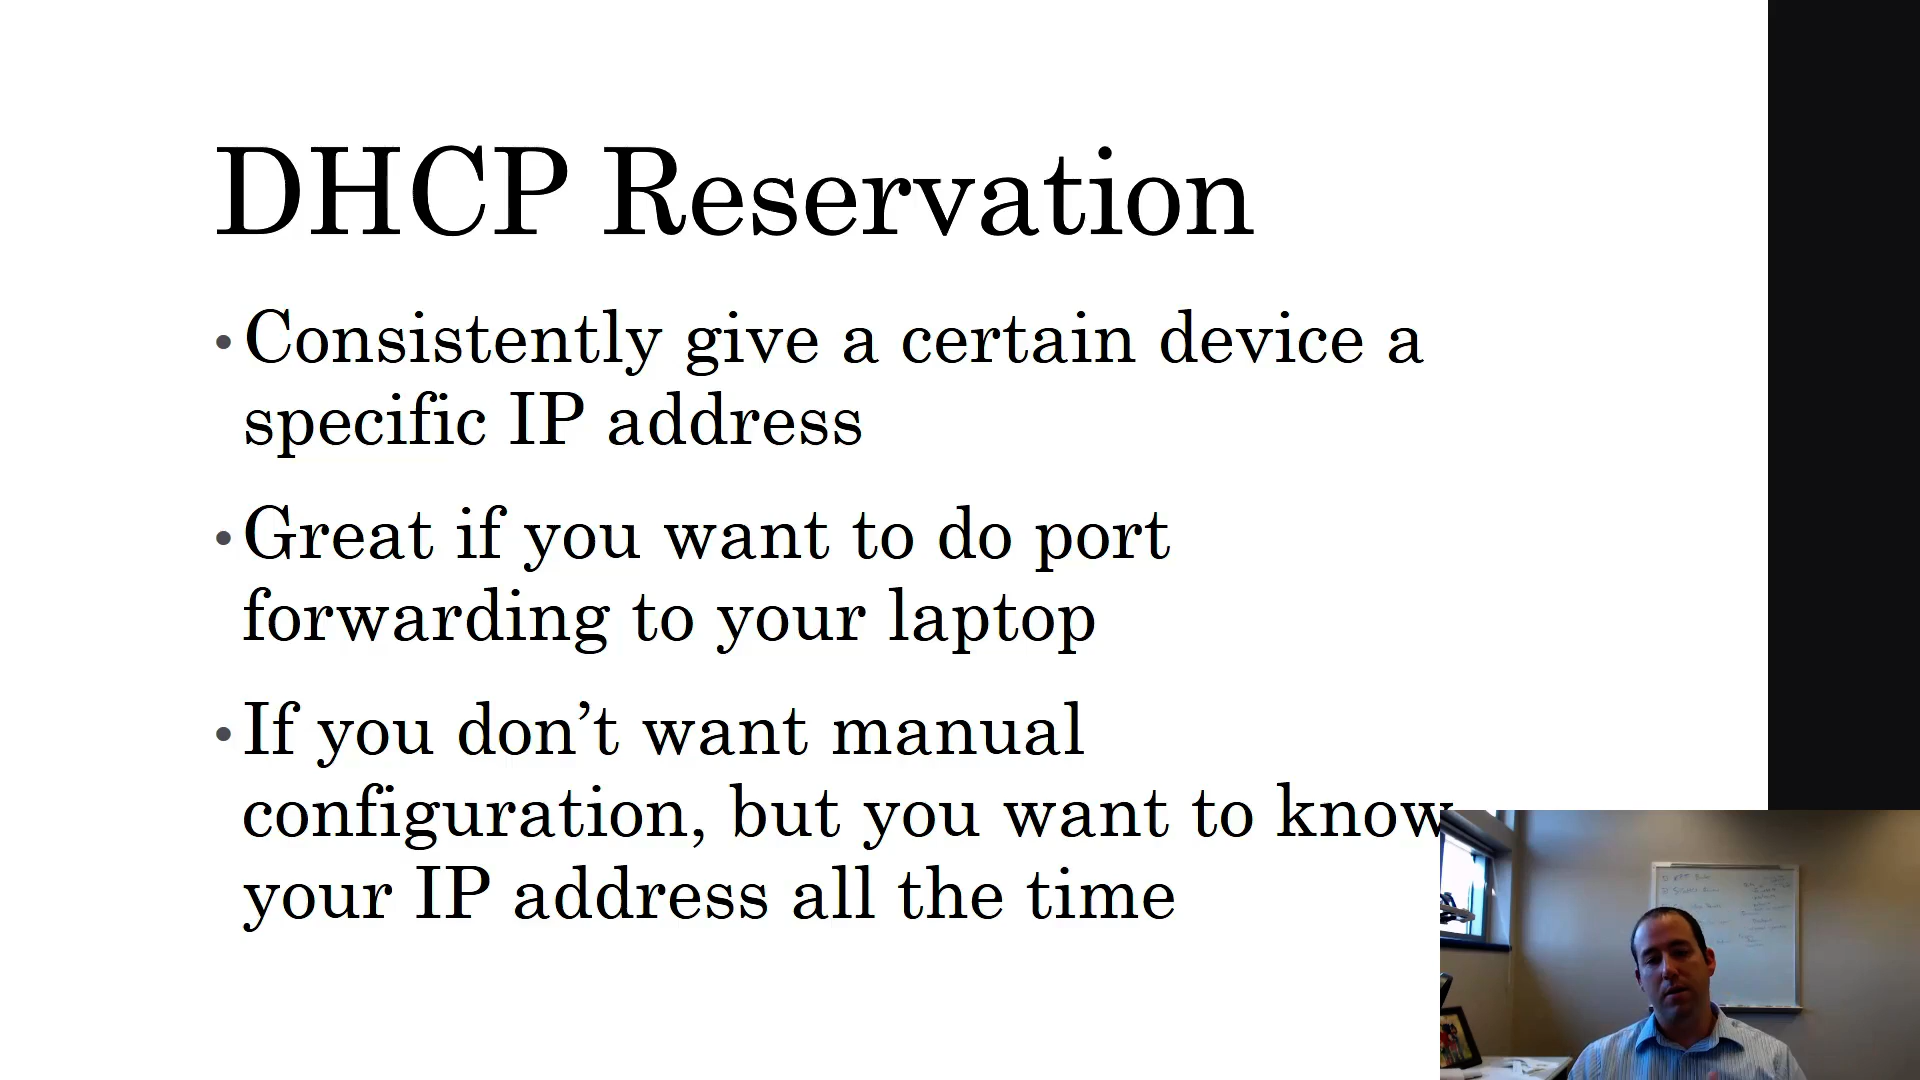 DHCP Reservation
• Consistently give a certain device a
specific IP address
• Great if you want to do port
forwarding to your laptop
• If you don’t want manual
configuration, but you want to know
your IP address all the time